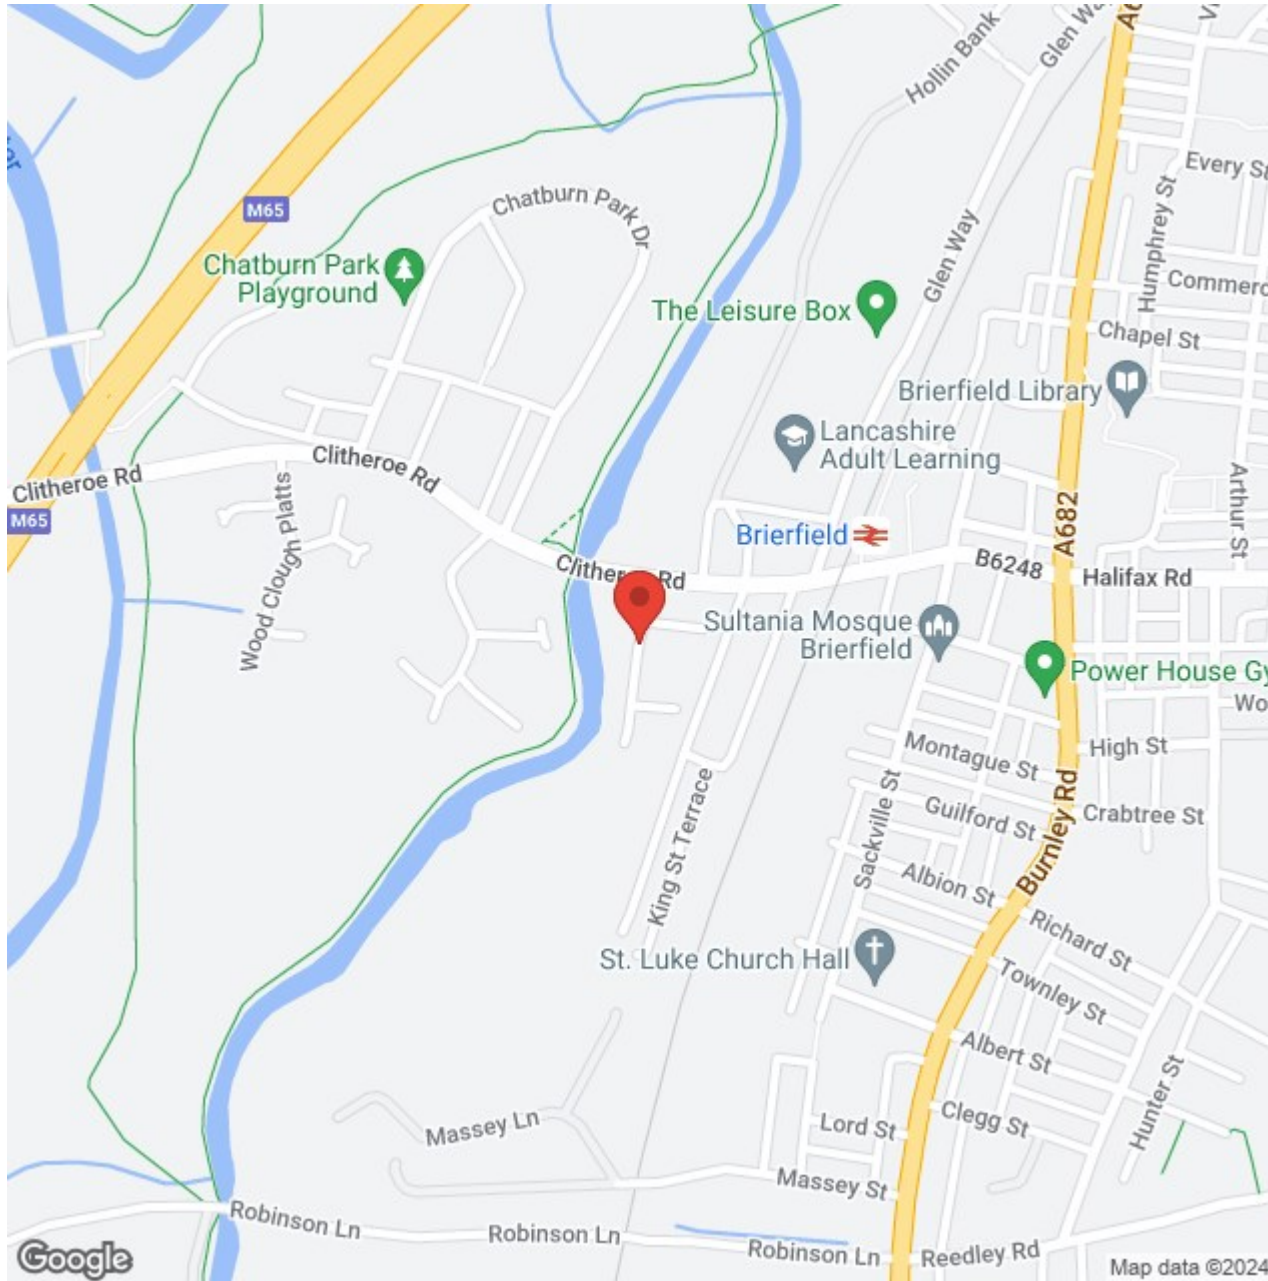 A6
Glen Way
Hollin Bank
Every St
M65
Chatburn Park Dr
Humphrey St
Glen Way
Chatburn Park
Playground
Commerc
The Leisure Box
Chapel St
Brierfield Library
Lancashire
Adult Learning
Clitheroe Rd
Clitheroe Rd
Arthur St
M65
Wood Clough Platts
A682
Brierfield
B6248
Halifax Rd
Clitheroe Rd
Sultania Mosque
Brierfield
Power House Gy
Wo
Montague St
High St
King St Terrace
Sackville St
Guilford St
Burnley Rd
Crabtree St
Albion St
Richard St
St. Luke Church Hall
Townley St
Albert St
Hunter St
Massey Ln
Lord St
Clegg St
Massey St
Robinson Ln
Robinson Ln
Robinson Ln
Reedley Rd
Google
Map data ©2024